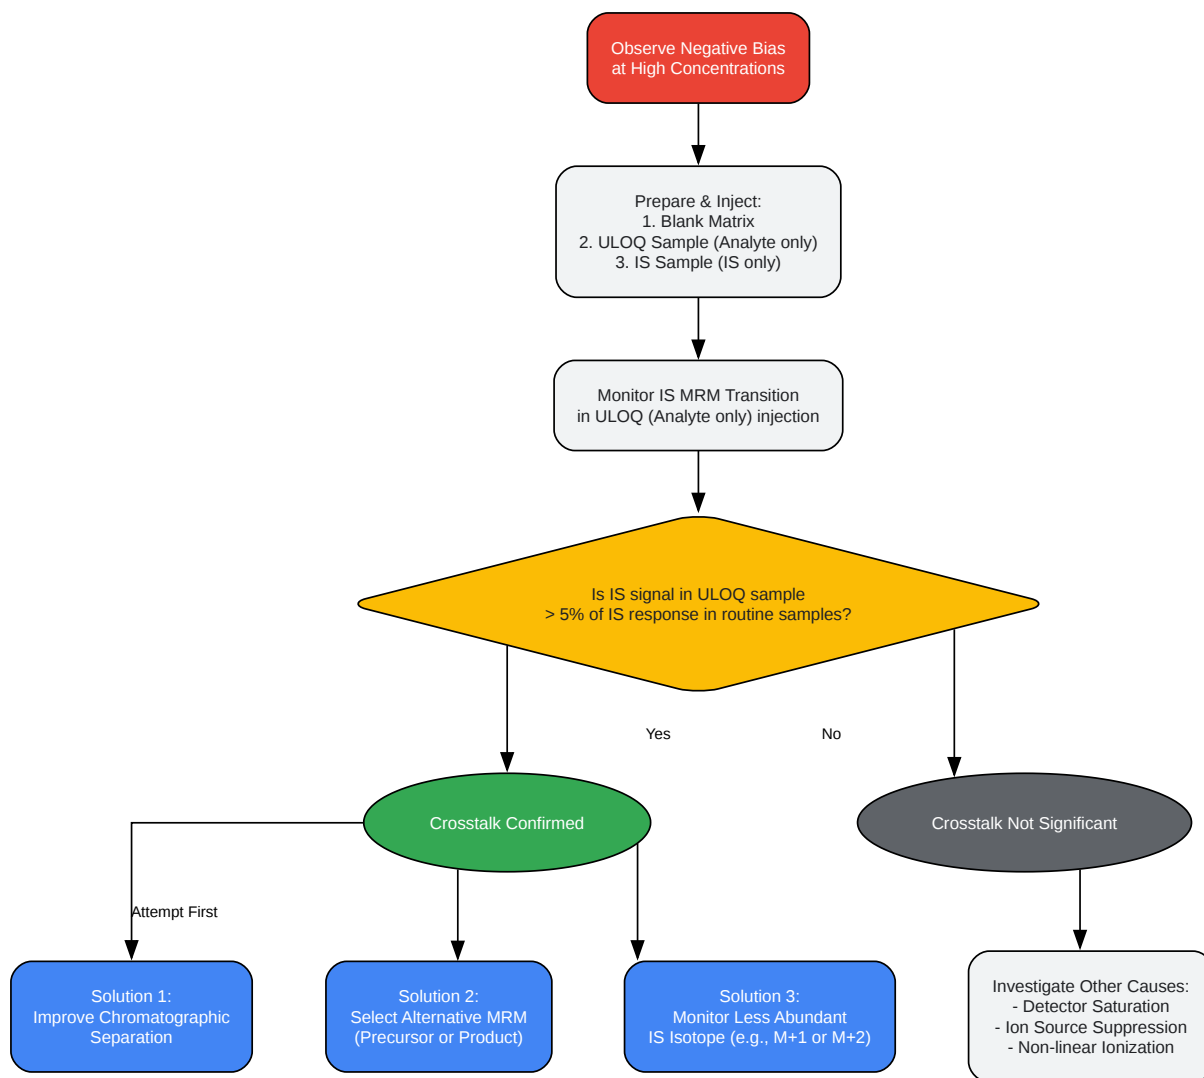 Observe Negative Bias
at High Concentrations
Prepare & Inject:
1. Blank Matrix
2. ULOQ Sample (Analyte only)
3. IS Sample (IS only)
Monitor IS MRM Transition
in ULOQ (Analyte only) injection
Is IS signal in ULOQ sample
> 5% of IS response in routine samples?
Yes
No
Crosstalk Confirmed
Crosstalk Not Significant
Attempt First
Solution 1:
Improve Chromatographic
Separation
Solution 2:
Select Alternative MRM
(Precursor or Product)
Solution 3:
Monitor Less Abundant
IS Isotope (e.g., M+1 or M+2)
Investigate Other Causes:
- Detector Saturation
- Ion Source Suppression
- Non-linear Ionization